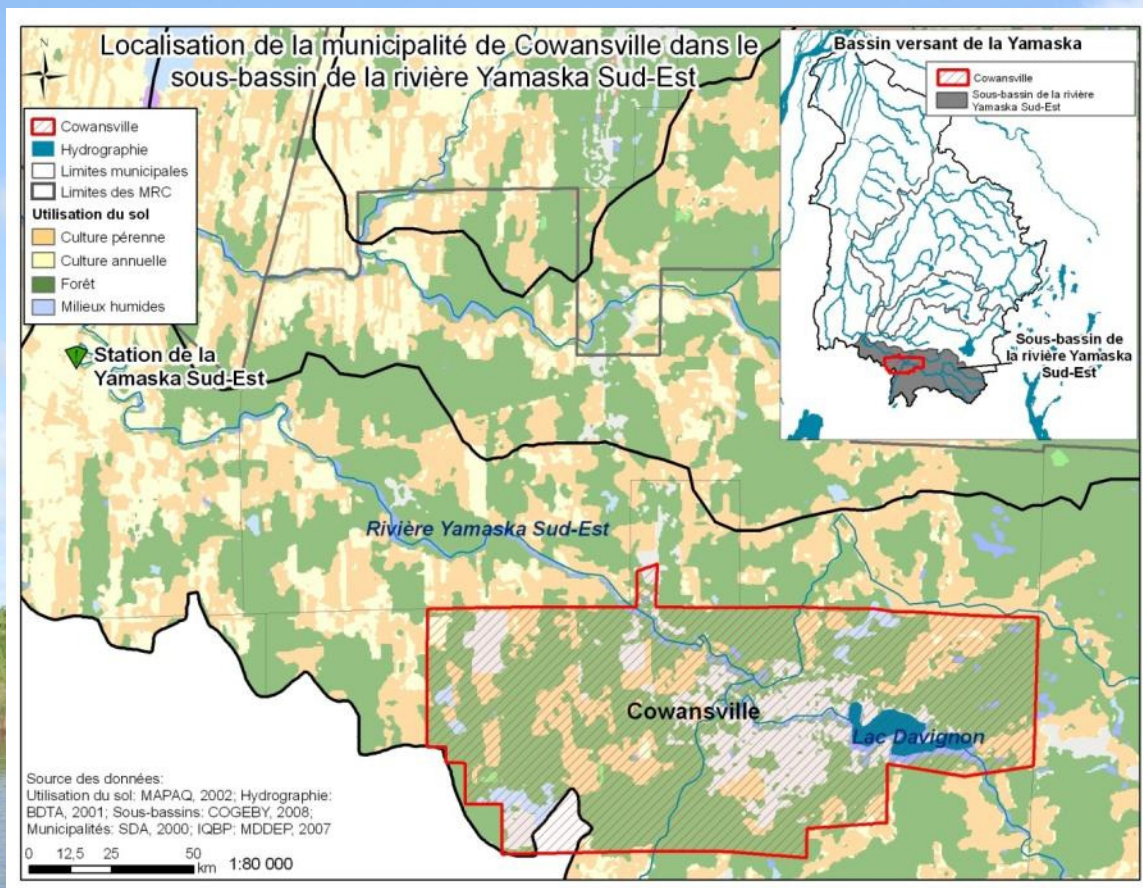 Localisation de la municipalité de Cowansville dans le
sous-bassin de la rivière Yamaska Sud-Est
N
Cowansville
Hydrographie
Limites municipales
Limites des MRC
Utilisation du sol
Culture pérenne
Culture annuelle
Forêt
Milieux humides
Bassin versant de la Yamaska
Cowansville
Sous-bassin de la rivière
Yamaska Sud-Est
Sous-bassin de
la rivière Yamaska
Sud-Est
Station de la
Yamaska Sud-Est
Rivière Yamaska Sud-Est
Cowansville
Lac Davignon
Source des données:
Utilisation du sol: MAPAQ, 2002; Hydrographie:
BDTA, 2001; Sous-bassins: COGEBY, 2008;
Municipalités: SDA, 2000; IQBP: MDDEP, 2007
0 12,5 25 50
km 1:80 000